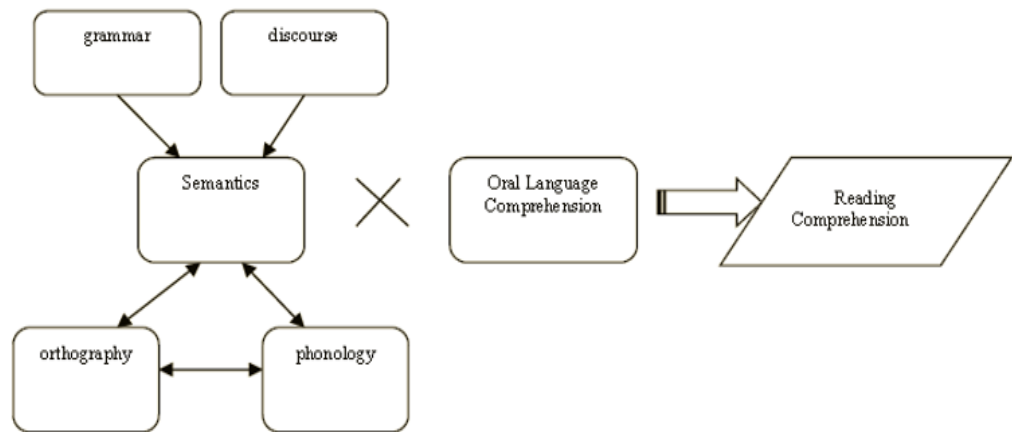 grammar
discourse
Semantics
Oral Language
Comprehension
Reading
Comprehension
orthography
phonology